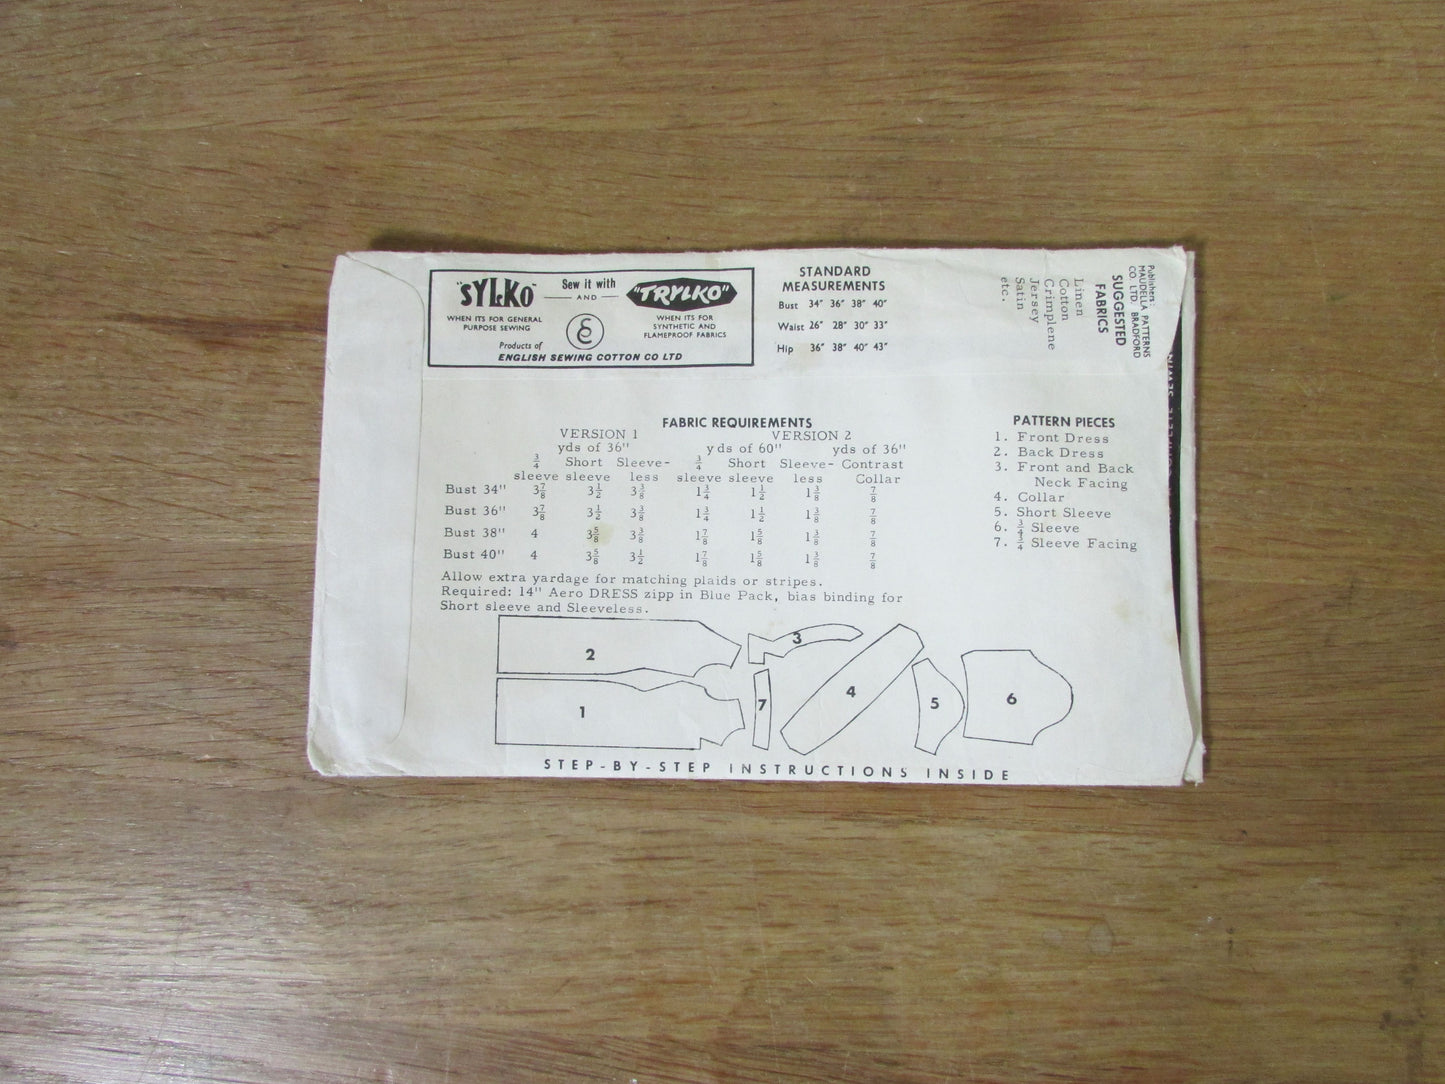 "SYLKO"
WHEN ITS FOR GENERAL
PURPOSE SEWING
Sew it with
AND
"TRYLKO"
WHEN ITS FOR
SYNTHETIC AND
FLAMEPROOF FABRICS
Products of
ENGLISH SEWING COTTON CO LTD
STANDARD
MEASUREMENTS
Bust 34" 36" 38" 40"
Waist 26" 28" 30" 33"
Hip 36" 38" 40" 43"
Publishers:
MAUDELLA PATTERNS
CO LTD. BRADFORD
SUGGESTED
FABRICS
Linen
Cotton
Crimplene
Jersey
Satin
etc.
FABRIC REQUIREMENTS
VERSION 1 VERSION 2
yds of 36" yds of 60" yds of 36"
3/4 Short Sleeve- 3/4 Short Sleeve- Contrast
sleeve sleeve less sleeve sleeve less Collar
Bust 34" 3 7/8 3 1/2 3 3/8 1 3/4 1 1/2 1 3/8 7/8
Bust 36" 3 7/8 3 1/2 3 3/8 1 3/4 1 1/2 1 3/8 7/8
Bust 38" 4 3 5/8 3 3/8 1 7/8 1 5/8 1 3/8 7/8
Bust 40" 4 3 5/8 3 1/2 1 7/8 1 5/8 1 3/8 7/8
Allow extra yardage for matching plaids or stripes.
Required: 14" Aero DRESS zipp in Blue Pack, bias binding for
Short sleeve and Sleeveless.
PATTERN PIECES
1. Front Dress
2. Back Dress
3. Front and Back
Neck Facing
4. Collar
5. Short Sleeve
6. 3/4 Sleeve
7. 3/4 Sleeve Facing
2
3
4
5
6
7
1
STEP-BY-STEP INSTRUCTIONS INSIDE